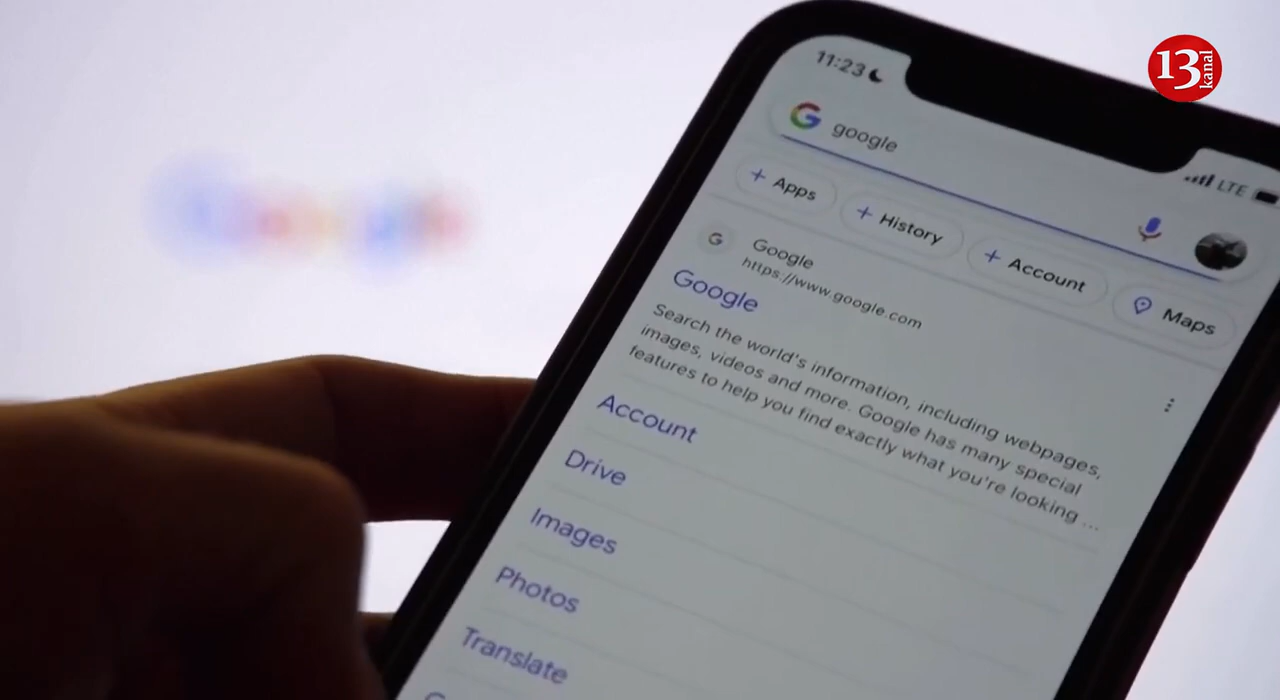 13
kanal
11:23
LTE
G google
+ Apps
+ History
+ Account
Maps
G
Google
https://www.google.com
Google
Search the world's information, including webpages,
images, videos and more. Google has many special
features to help you find exactly what you're looking ...
Account
Drive
Images
Photos
Translate